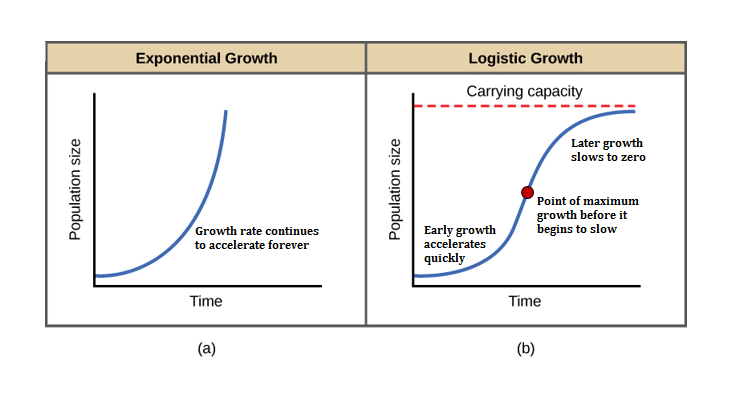 Exponential Growth
Population size
Growth rate continues
to accelerate forever
Time
(a)
Logistic Growth
Carrying capacity
Population size
Later growth
slows to zero
Point of maximum
growth before it
begins to slow
Early growth
accelerates
quickly
Time
(b)